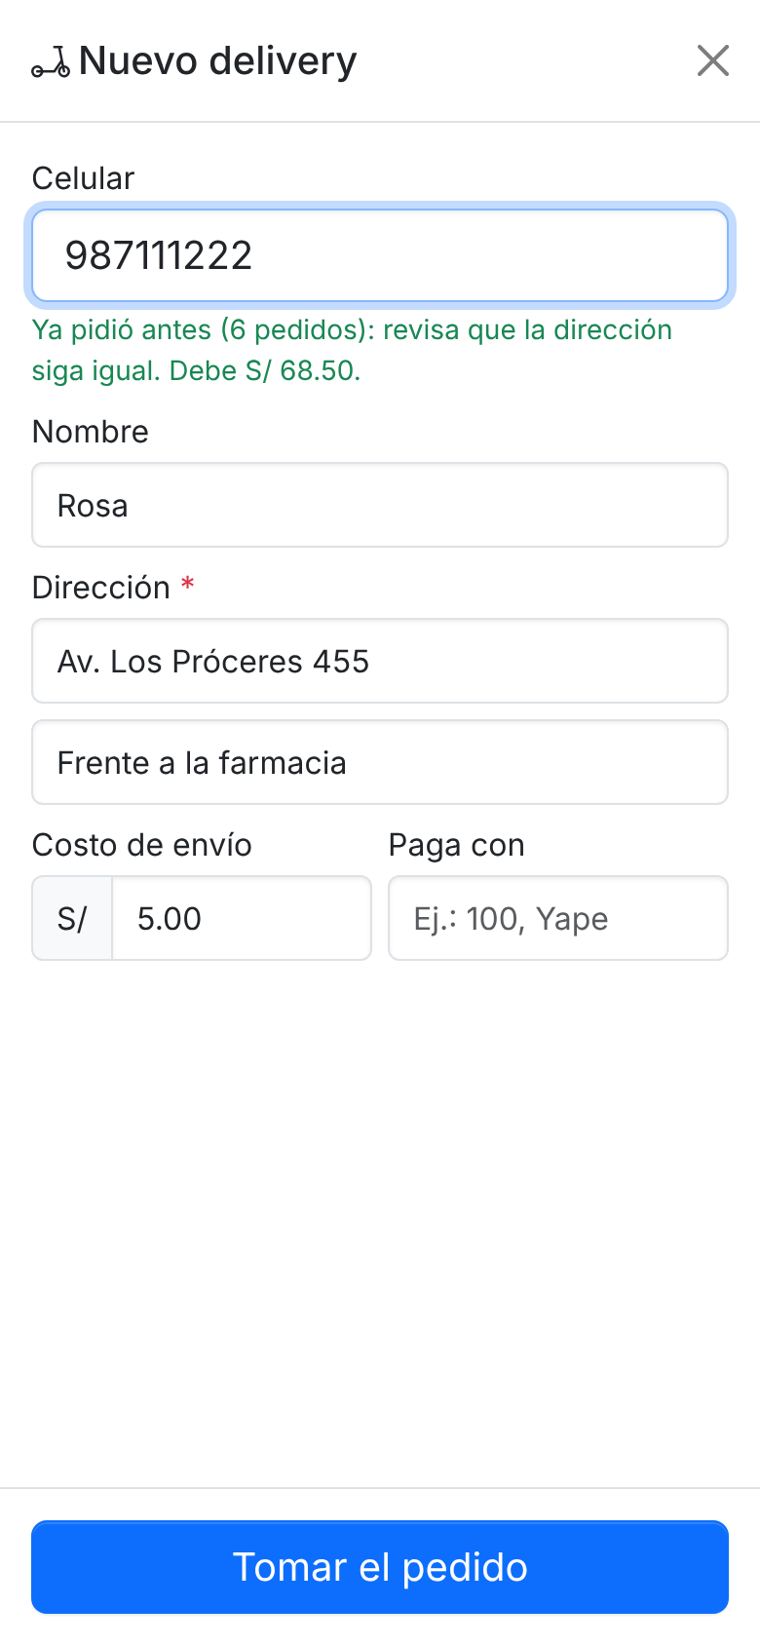 Nuevo delivery
Celular
987111222
Ya pidió antes (6 pedidos): revisa que la dirección
siga igual. Debe S/ 68.50.
Nombre
Rosa
Dirección *
Av. Los Próceres 455
Frente a la farmacia
Costo de envío
Paga con
S/ 5.00
Ej.: 100, Yape
Tomar el pedido